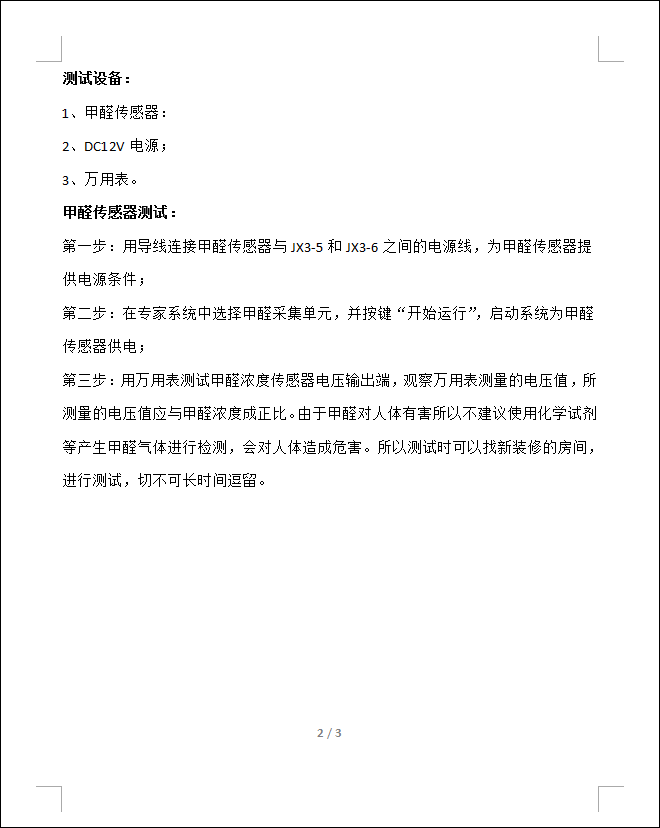 测试设备：
1、甲醛传感器：
2、DC12V 电源；
3、万用表。
甲醛传感器测试：
第一步：用导线连接甲醛传感器与 JX3-5 和 JX3-6 之间的电源线，为甲醛传感器提
供电源条件；
第二步：在专家系统中选择甲醛采集单元，并按键“开始运行”，启动系统为甲醛
传感器供电；
第三步：用万用表测试甲醛浓度传感器电压输出端，观察万用表测量的电压值，所
测量的电压值应与甲醛浓度成正比。由于甲醛对人体有害所以不建议使用化学试剂
等产生甲醛气体进行检测，会对人体造成危害。所以测试时可以找新装修的房间，
进行测试，切不可长时间逗留。
2 / 3